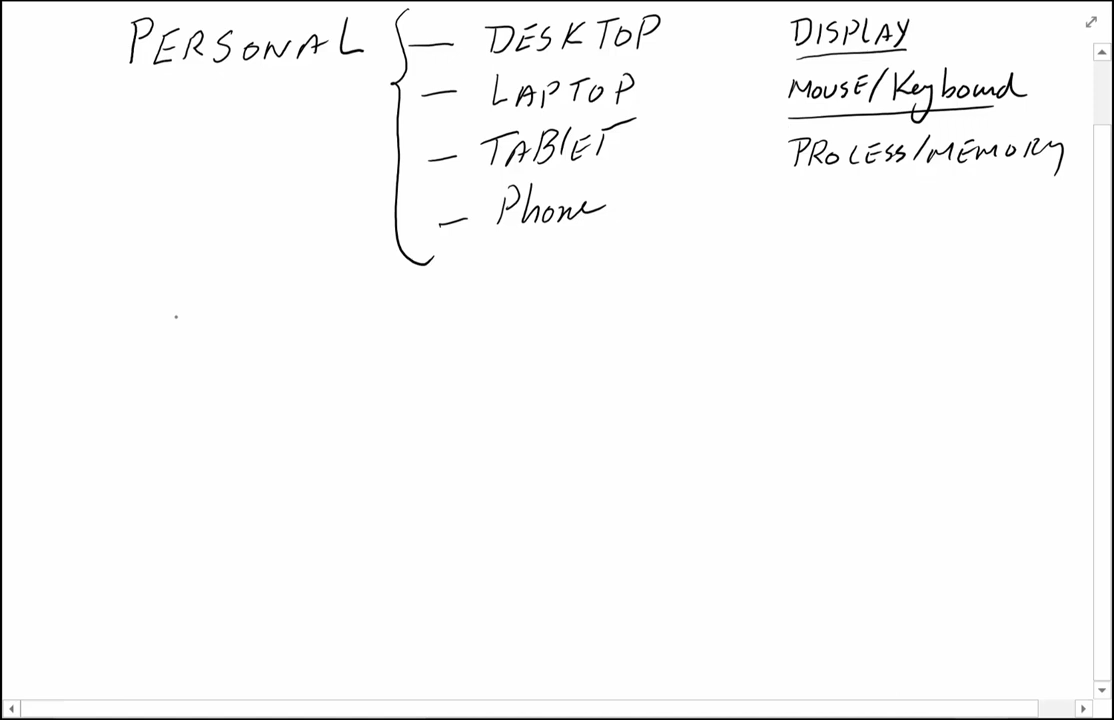 PERSONAL
— DESKTOP
— LAPTOP
— TABLET
— Phone
DISPLAY
MOUSE/Keyboard
PROCESS/MEMORY